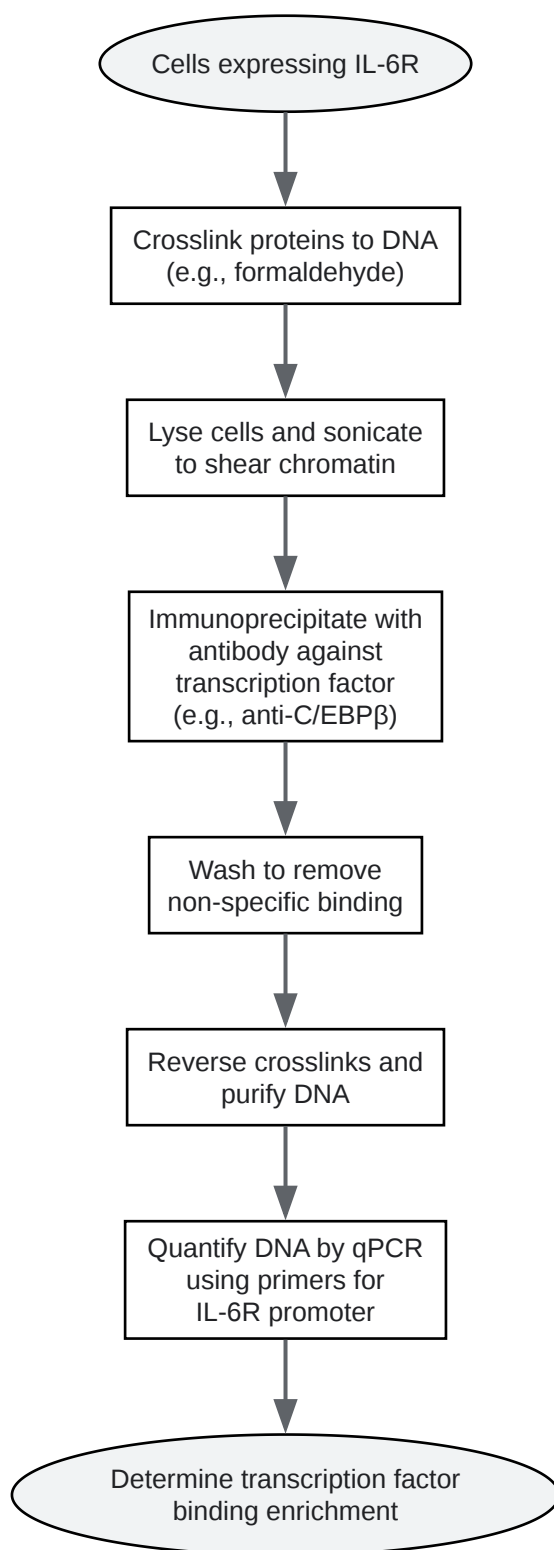 Cells expressing IL-6R
Crosslink proteins to DNA
(e.g., formaldehyde)
Lyse cells and sonicate
to shear chromatin
Immunoprecipitate with
antibody against
transcription factor
(e.g., anti-C/EBPβ)
Wash to remove
non-specific binding
Reverse crosslinks and
purify DNA
Quantify DNA by qPCR
using primers for
IL-6R promoter
Determine transcription factor
binding enrichment